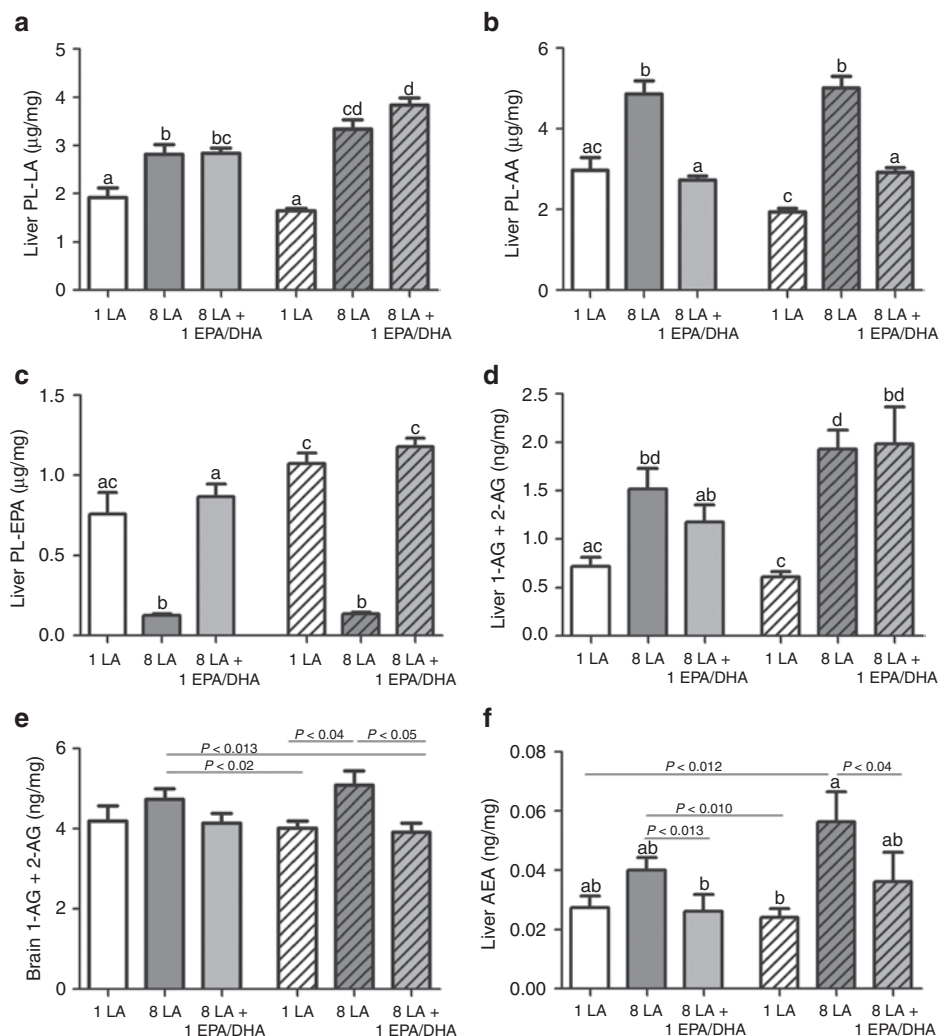 a
Liver PL-LA (µg/mg)
5
4
3
2
1
0
a
b
bc
a
cd
d
1 LA
8 LA
8 LA +
1 EPA/DHA
1 LA
8 LA
8 LA +
1 EPA/DHA
b
Liver PL-AA (µg/mg)
6
4
2
0
ac
b
a
c
b
a
1 LA
8 LA
8 LA +
1 EPA/DHA
1 LA
8 LA
8 LA +
1 EPA/DHA
c
Liver PL-EPA (µg/mg)
1.5
1.0
0.5
0.0
ac
b
a
c
b
c
1 LA
8 LA
8 LA +
1 EPA/DHA
1 LA
8 LA
8 LA +
1 EPA/DHA
d
Liver 1-AG + 2-AG (ng/mg)
2.5
2.0
1.5
1.0
0.5
0.0
ac
bd
ab
c
d
bd
1 LA
8 LA
8 LA +
1 EPA/DHA
1 LA
8 LA
8 LA +
1 EPA/DHA
e
Brain 1-AG + 2-AG (ng/mg)
6
4
2
0
P < 0.04
P < 0.05
P < 0.013
P < 0.02
1 LA
8 LA
8 LA +
1 EPA/DHA
1 LA
8 LA
8 LA +
1 EPA/DHA
f
Liver AEA (ng/mg)
0.08
0.06
0.04
0.02
0.00
P < 0.012
P < 0.04
P < 0.010
P < 0.013
ab
ab
b
b
a
ab
1 LA
8 LA
8 LA +
1 EPA/DHA
1 LA
8 LA
8 LA +
1 EPA/DHA